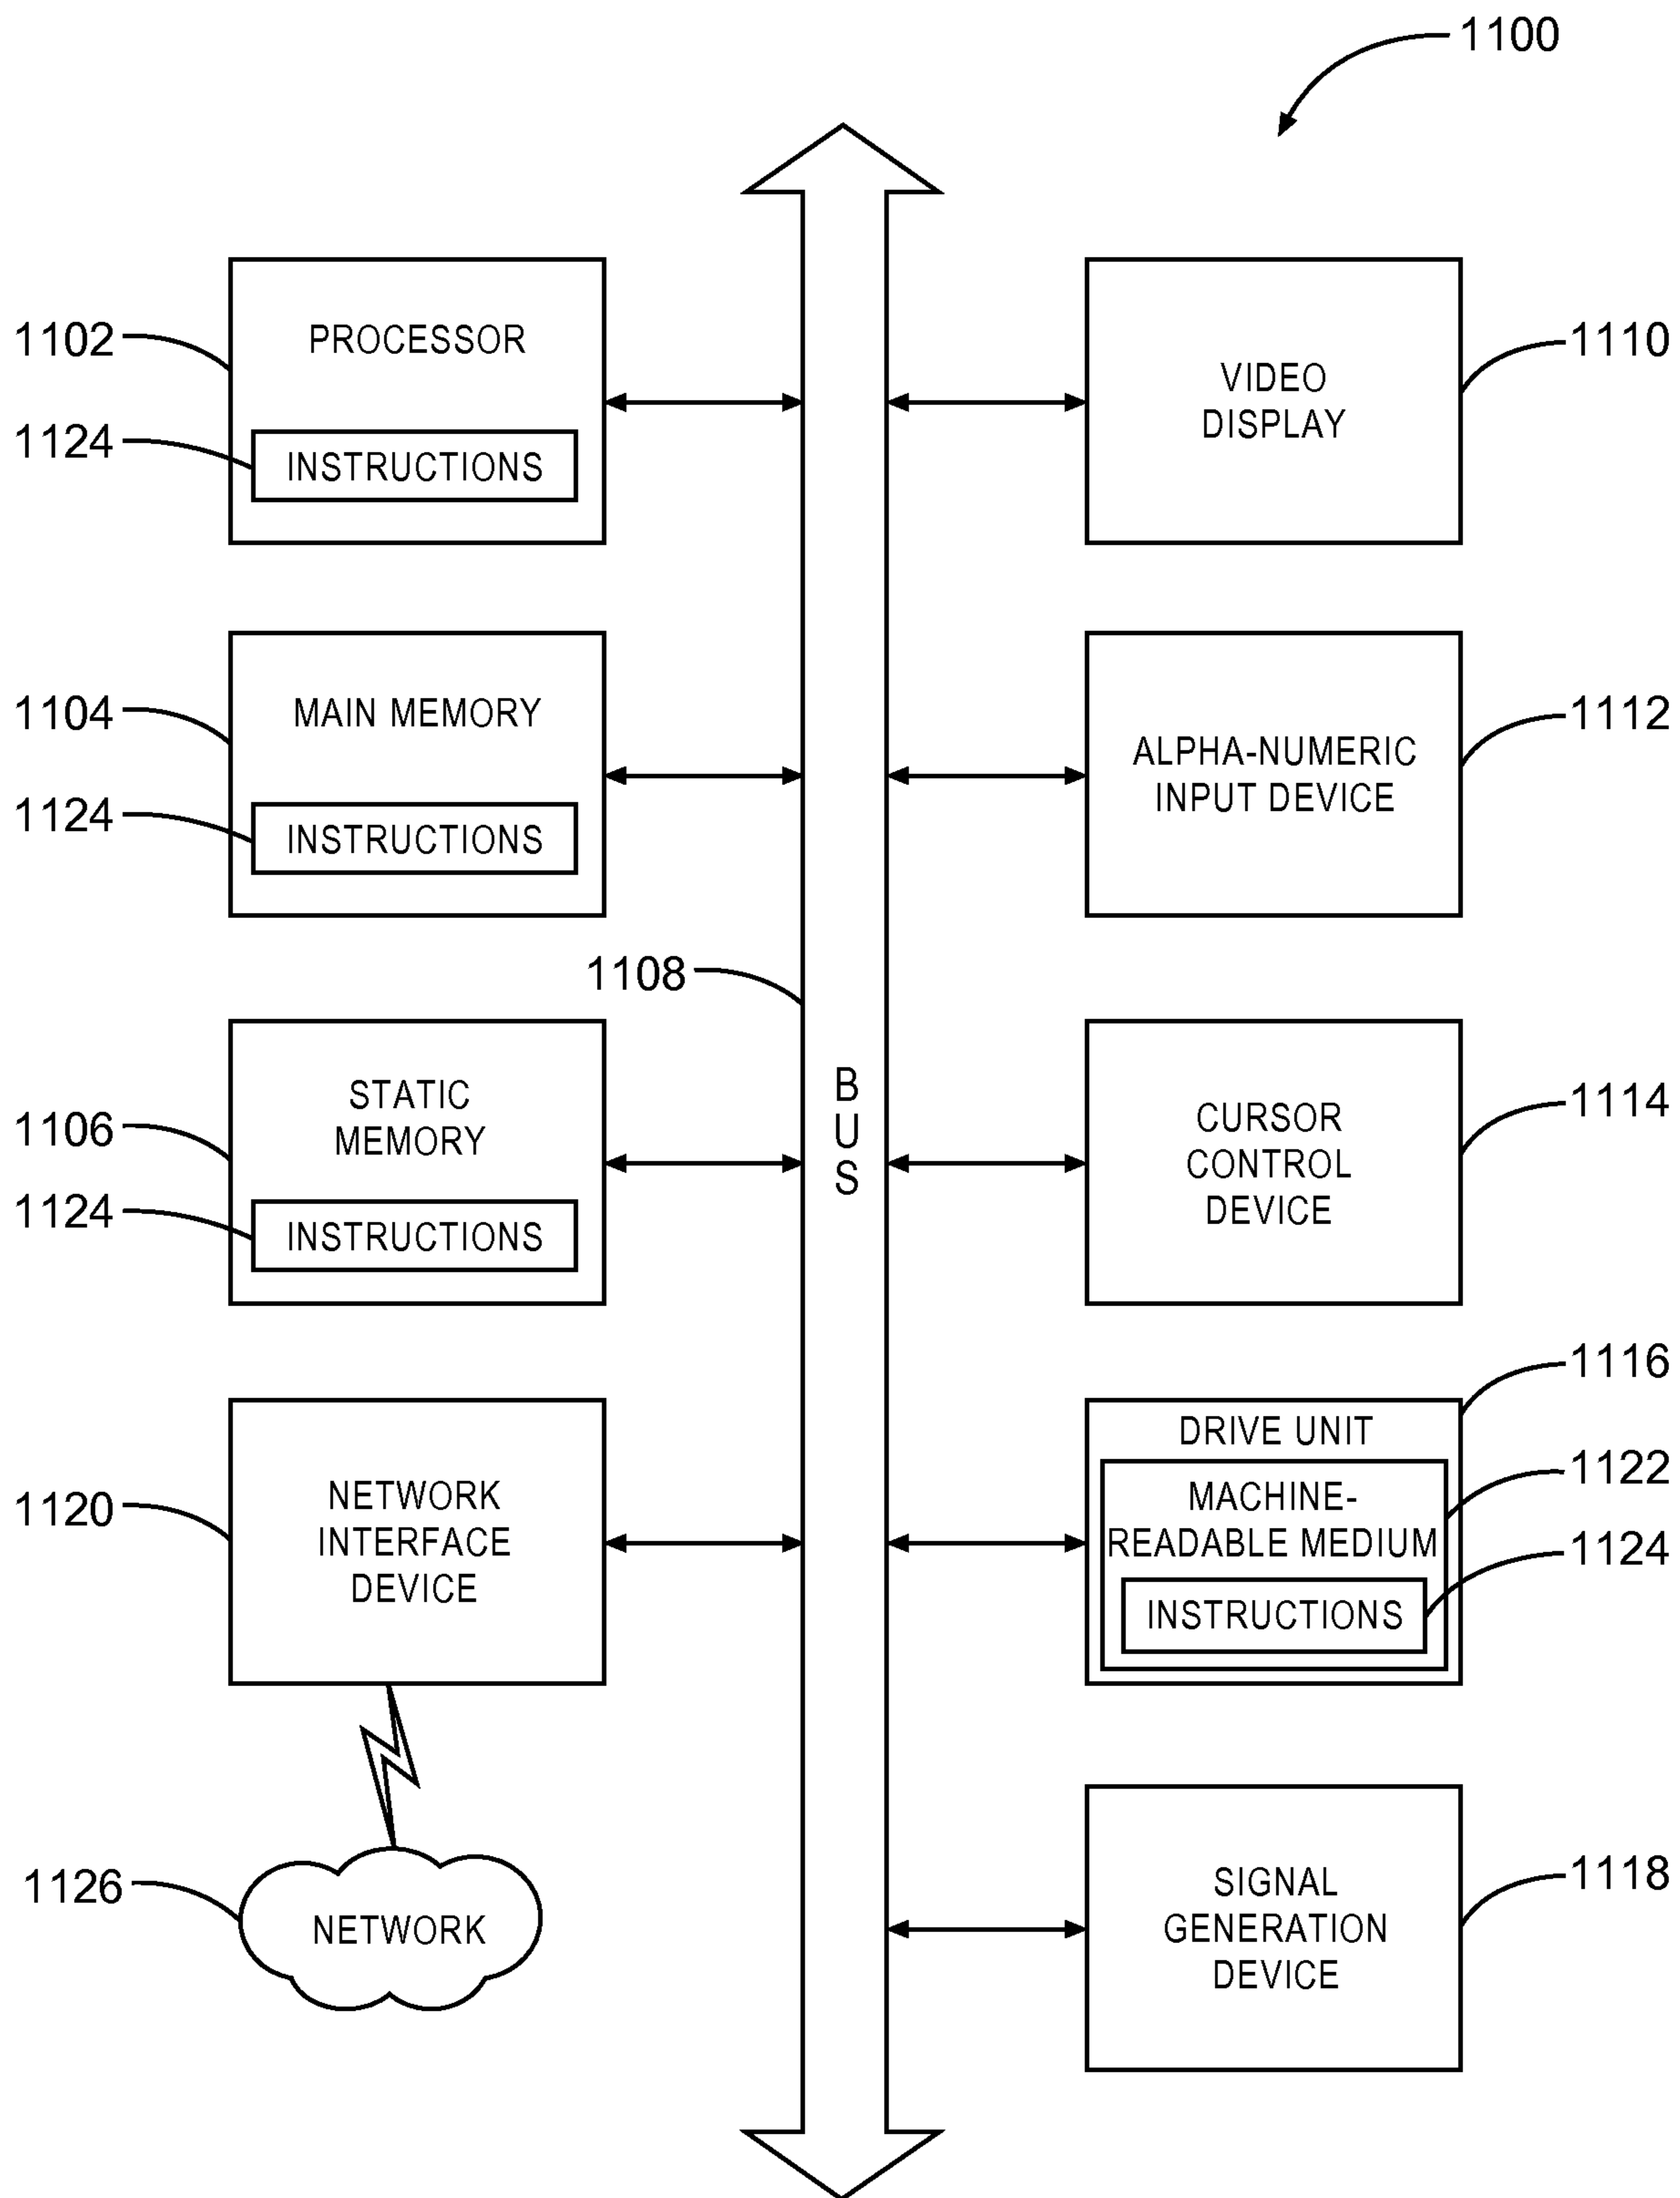 1100
1102
PROCESSOR
1124
INSTRUCTIONS
1110
VIDEO
DISPLAY
1104
MAIN MEMORY
1124
INSTRUCTIONS
1112
ALPHA-NUMERIC
INPUT DEVICE
1108
BUS
1106
STATIC
MEMORY
1124
INSTRUCTIONS
1114
CURSOR
CONTROL
DEVICE
1120
NETWORK
INTERFACE
DEVICE
1116
DRIVE UNIT
1122
MACHINE-
READABLE MEDIUM
1124
INSTRUCTIONS
1126
NETWORK
1118
SIGNAL
GENERATION
DEVICE